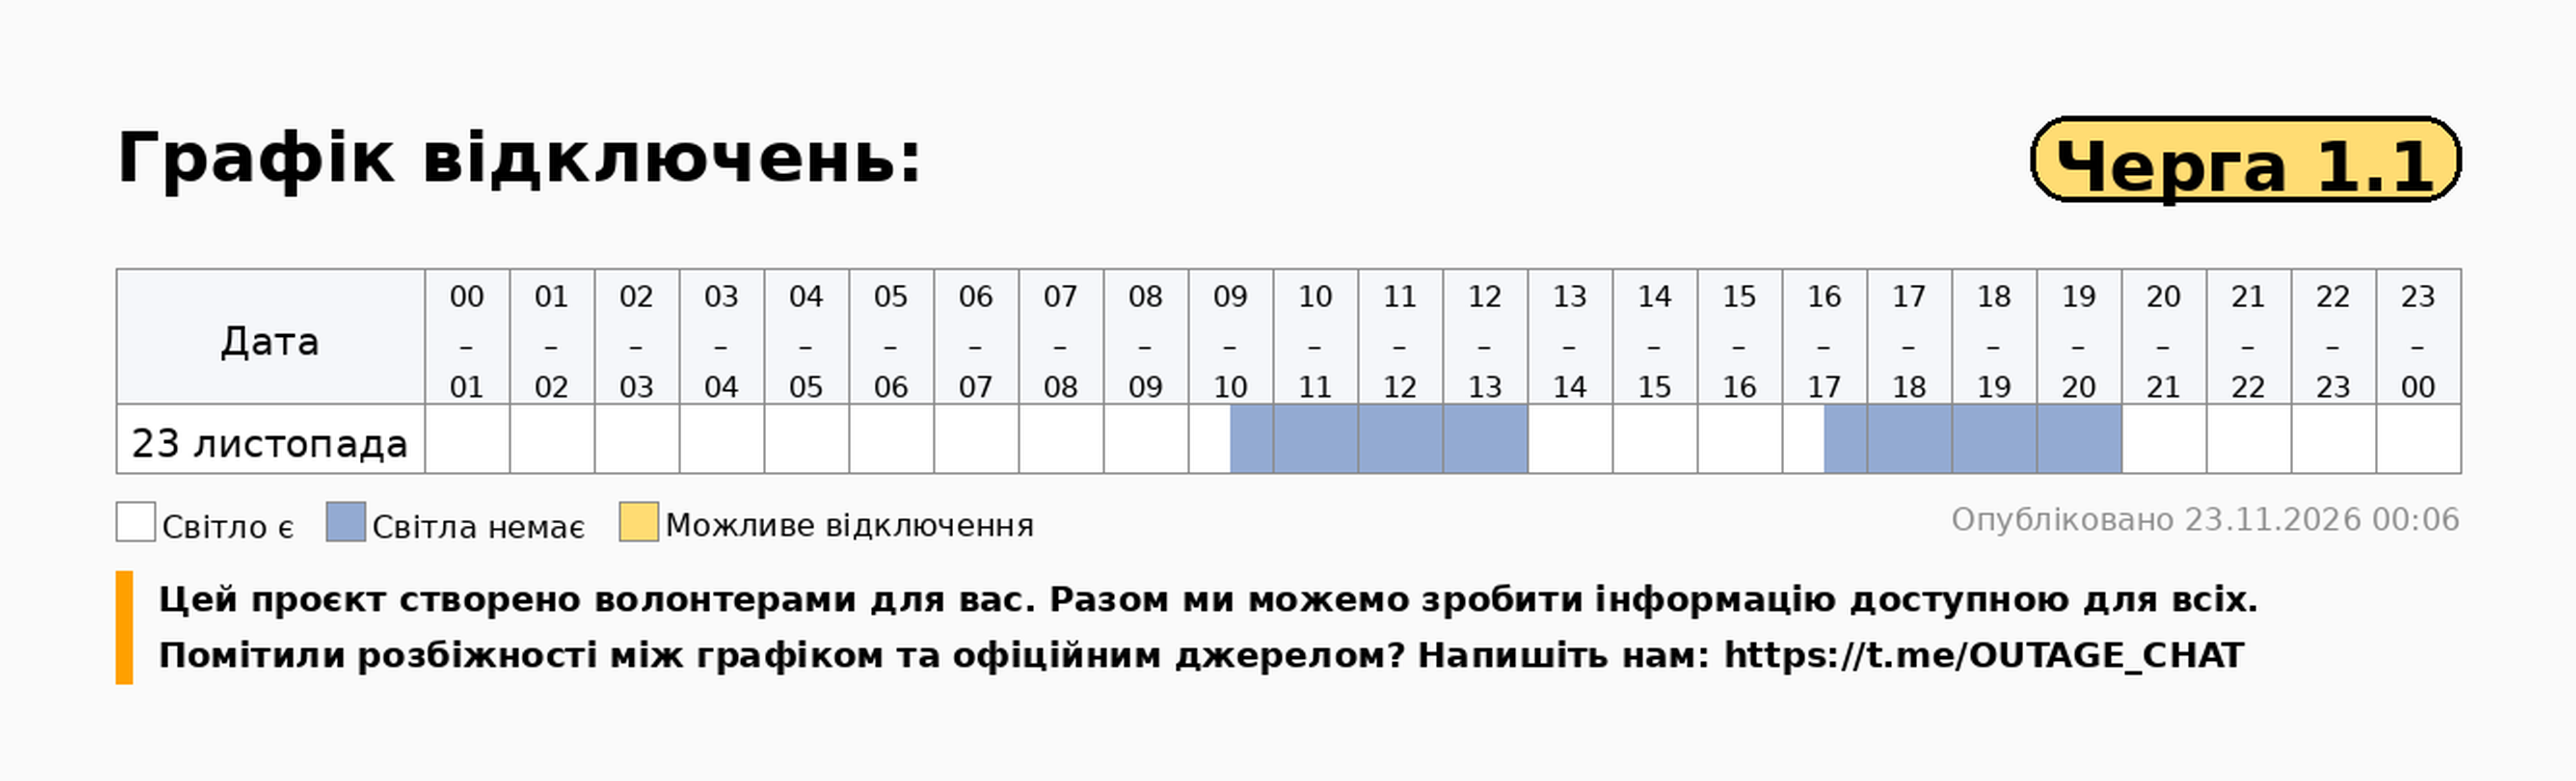 Графік відключень:
Черга 1.1
Дата
00 – 01
01 – 02
02 – 03
03 – 04
04 – 05
05 – 06
06 – 07
07 – 08
08 – 09
09 – 10
10 – 11
11 – 12
12 – 13
13 – 14
14 – 15
15 – 16
16 – 17
17 – 18
18 – 19
19 – 20
20 – 21
21 – 22
22 – 23
23 – 00
23 листопада
Світло є
Світла немає
Можливе відключення
Опубліковано 23.11.2026 00:06
Цей проєкт створено волонтерами для вас. Разом ми можемо зробити інформацію доступною для всіх.
Помітили розбіжності між графіком та офіційним джерелом? Напишіть нам: https://t.me/OUTAGE_CHAT